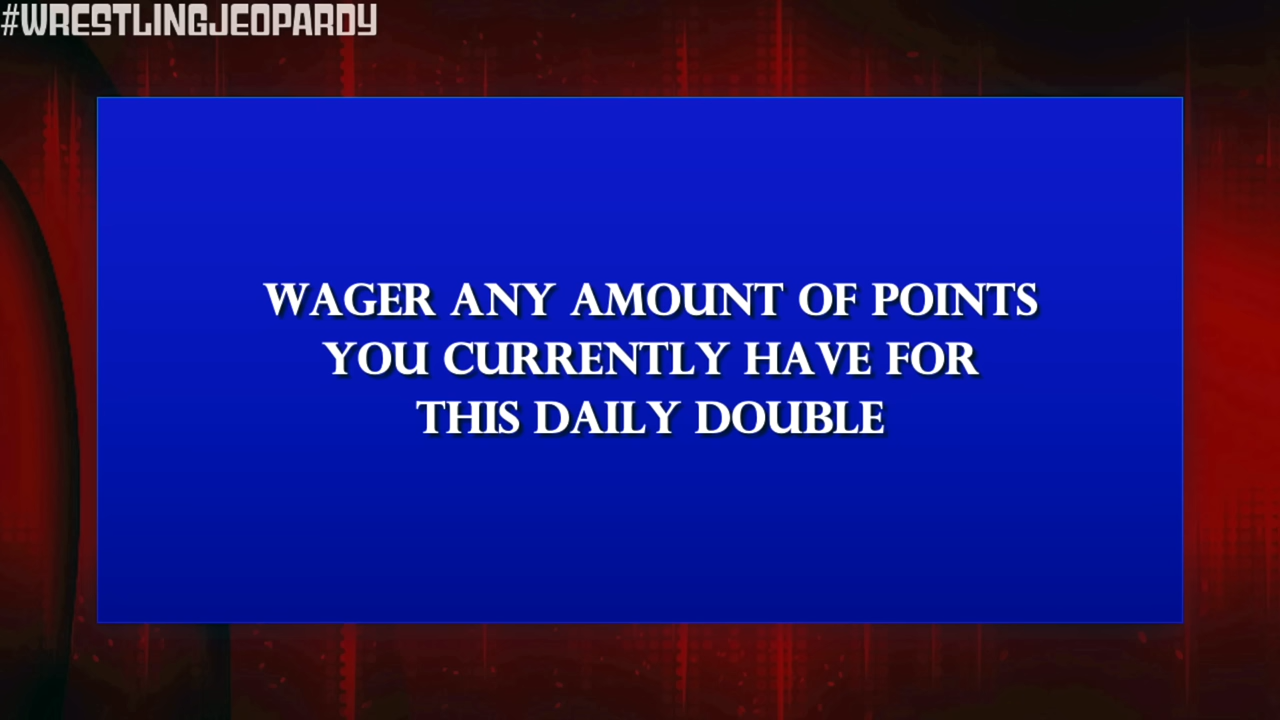 #WRESTLINGJEOPARDY
WAGER ANY AMOUNT OF POINTS
YOU CURRENTLY HAVE FOR
THIS DAILY DOUBLE